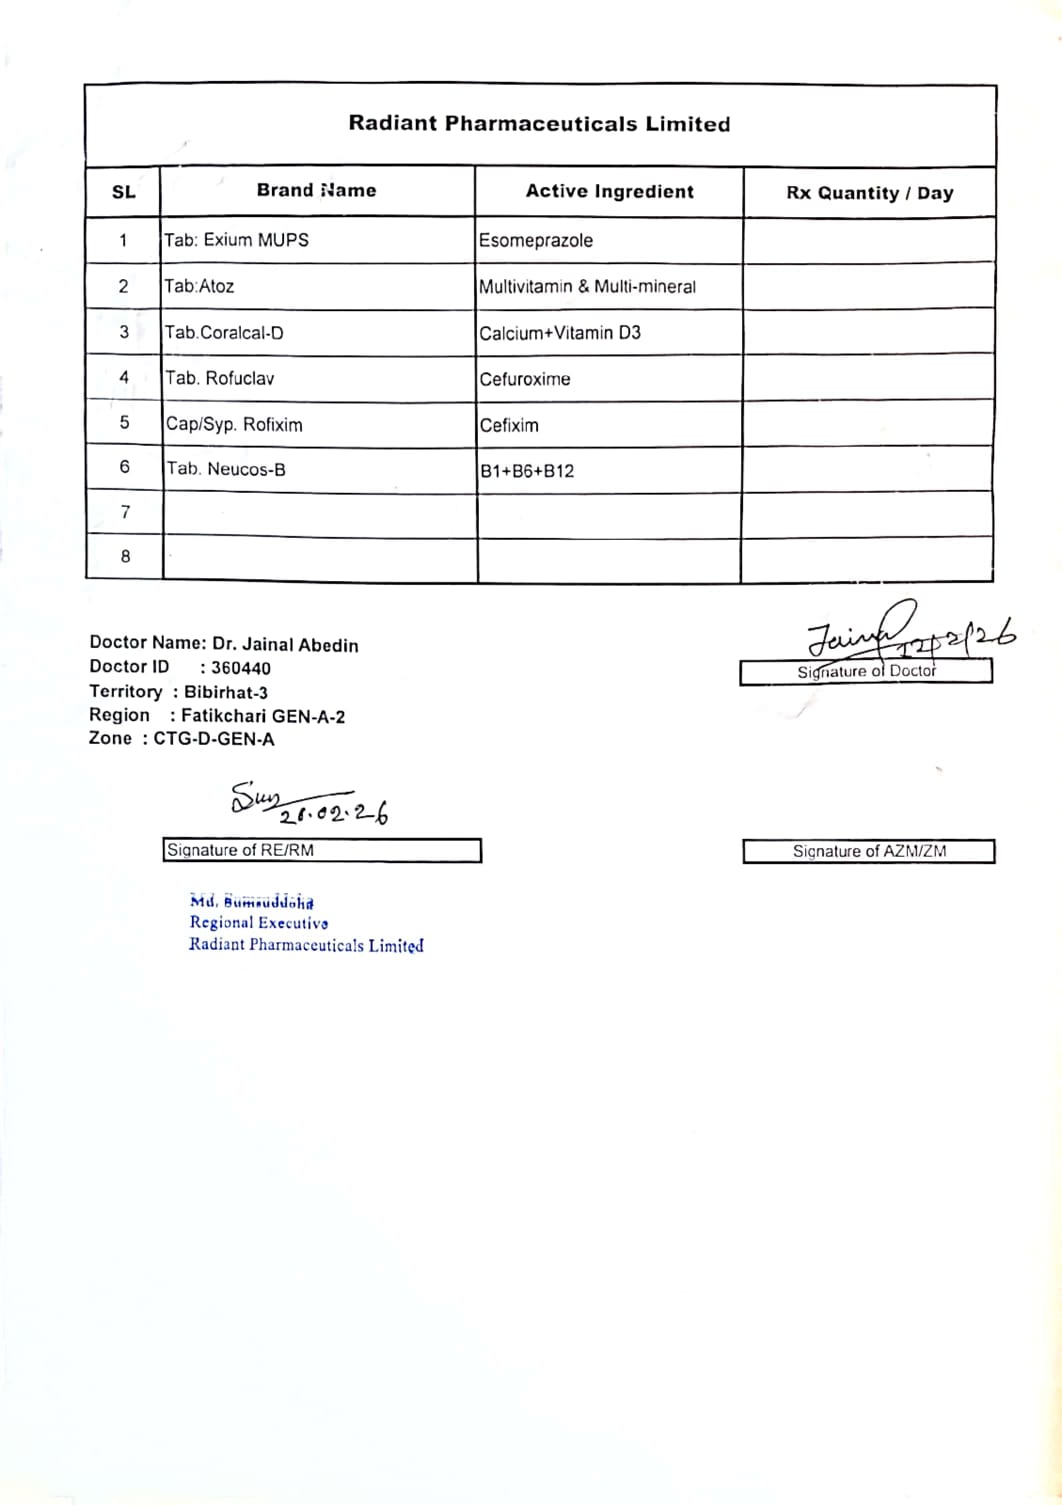 Radiant Pharmaceuticals Limited
SL Brand Name Active Ingredient Rx Quantity / Day
1 Tab: Exium MUPS Esomeprazole
2 Tab:Atoz Multivitamin & Multi-mineral
3 Tab.Coralcal-D Calcium+Vitamin D3
4 Tab. Rofuclav Cefuroxime
5 Cap/Syp. Rofixim Cefixim
6 Tab. Neucos-B B1+B6+B12
7
8
Doctor Name: Dr. Jainal Abedin
Doctor ID : 360440
Territory : Bibirhat-3
Region : Fatikchari GEN-A-2
Zone : CTG-D-GEN-A
Signature of Doctor
Signature of RE/RM
Signature of AZM/ZM
Md.
Regional Executive
Radiant Pharmaceuticals Limited